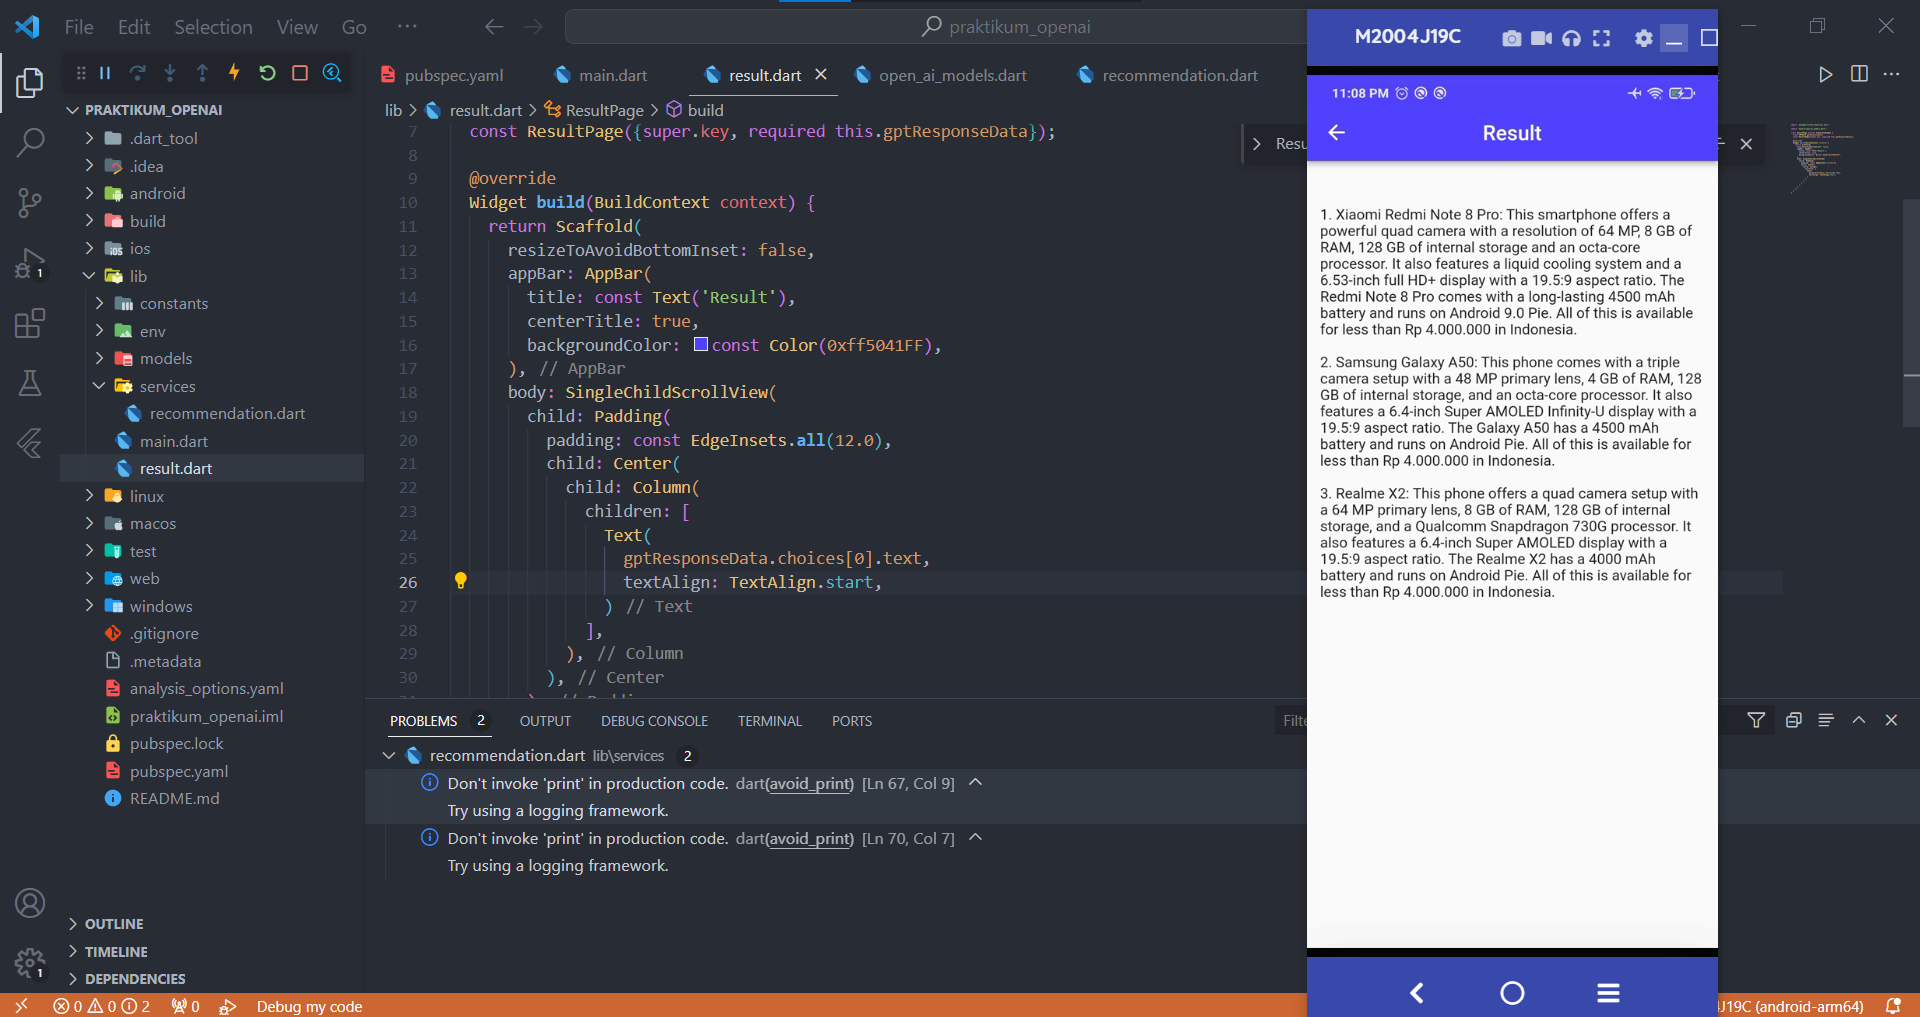 File Edit Selection View Go ···
praktikum_openai
M2004J19C
PRAKTIKUM_OPENAI
.dart_tool
.idea
android
build
ios
lib
constants
env
models
services
recommendation.dart
main.dart
result.dart
linux
macos
test
web
windows
.gitignore
.metadata
analysis_options.yaml
praktikum_openai.iml
pubspec.lock
pubspec.yaml
README.md
OUTLINE
TIMELINE
DEPENDENCIES
1
1
pubspec.yaml main.dart result.dart open_ai_models.dart recommendation.dart
lib > result.dart > ResultPage > build
7 const ResultPage({super.key, required this.gptResponseData});
8
9 @override
10 Widget build(BuildContext context) {
11 return Scaffold(
12 resizeToAvoidBottomInset: false,
13 appBar: AppBar(
14 title: const Text('Result'),
15 centerTitle: true,
16 backgroundColor: const Color(0xff5041FF),
17 ), // AppBar
18 body: SingleChildScrollView(
19 child: Padding(
20 padding: const EdgeInsets.all(12.0),
21 child: Center(
22 child: Column(
23 children: [
24 Text(
25 gptResponseData.choices[0].text,
26 textAlign: TextAlign.start,
27 ) // Text
28 ],
29 ), // Column
30 ), // Center
PROBLEMS 2 OUTPUT DEBUG CONSOLE TERMINAL PORTS
recommendation.dart lib\services 2
Don't invoke 'print' in production code. dart(avoid_print) [Ln 67, Col 9]
Try using a logging framework.
Don't invoke 'print' in production code. dart(avoid_print) [Ln 70, Col 7]
Try using a logging framework.
11:08 PM
Result
1. Xiaomi Redmi Note 8 Pro: This smartphone offers a
powerful quad camera with a resolution of 64 MP, 8 GB of
RAM, 128 GB of internal storage and an octa-core
processor. It also features a liquid cooling system and a
6.53-inch full HD+ display with a 19.5:9 aspect ratio. The
Redmi Note 8 Pro comes with a long-lasting 4500 mAh
battery and runs on Android 9.0 Pie. All of this is available
for less than Rp 4.000.000 in Indonesia.
2. Samsung Galaxy A50: This phone comes with a triple
camera setup with a 48 MP primary lens, 4 GB of RAM, 128
GB of internal storage, and an octa-core processor. It also
features a 6.4-inch Super AMOLED Infinity-U display with a
19.5:9 aspect ratio. The Galaxy A50 has a 4500 mAh
battery and runs on Android Pie. All of this is available for
less than Rp 4.000.000 in Indonesia.
3. Realme X2: This phone offers a quad camera setup with
a 64 MP primary lens, 8 GB of RAM, 128 GB of internal
storage, and a Qualcomm Snapdragon 730G processor. It
also features a 6.4-inch Super AMOLED display with a
19.5:9 aspect ratio. The Realme X2 has a 4000 mAh
battery and runs on Android Pie. All of this is available for
less than Rp 4.000.000 in Indonesia.
0 0 2 0 Debug my code
J19C (android-arm64)